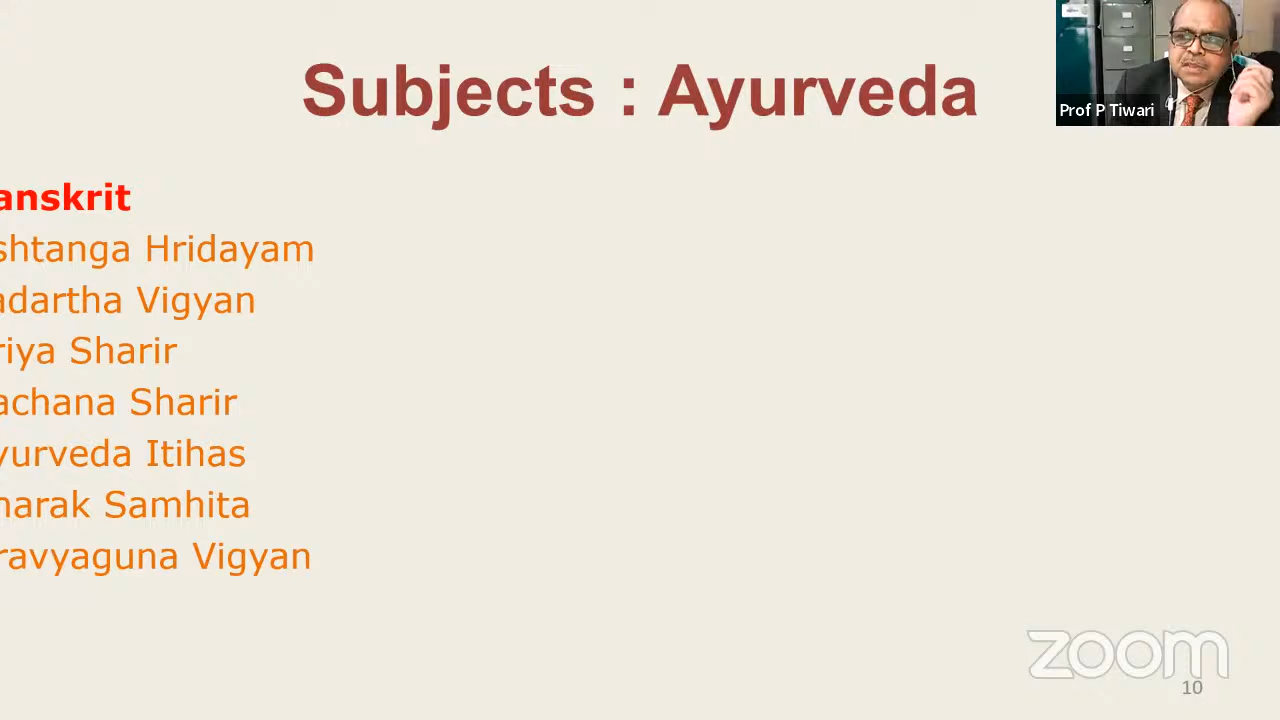 Subjects : Ayurveda
Prof P Tiwari
anskrit
shtanga Hridayam
adartha Vigyan
riya Sharir
achana Sharir
yurveda Itihas
harak Samhita
ravyaguna Vigyan
zoom
10